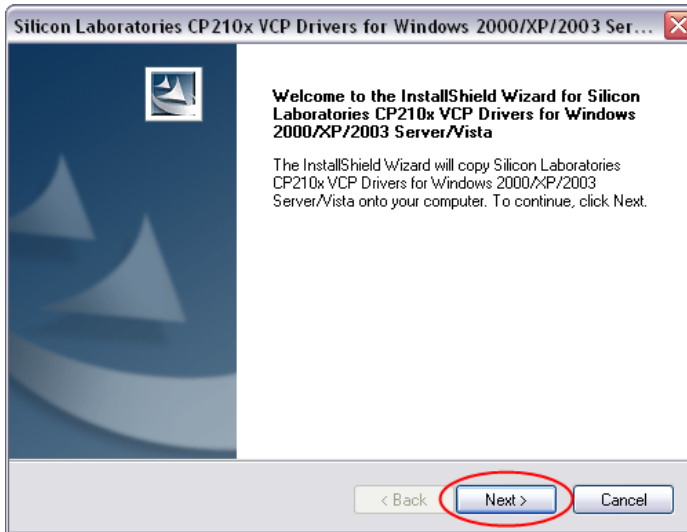 Silicon Laboratories CP210x VCP Drivers for Windows 2000/XP/2003 Ser...
Welcome to the InstallShield Wizard for Silicon
Laboratories CP210x VCP Drivers for Windows
2000/XP/2003 Server/Vista
The InstallShield Wizard will copy Silicon Laboratories
CP210x VCP Drivers for Windows 2000/XP/2003
Server/Vista onto your computer. To continue, click Next.
< Back
Next >
Cancel